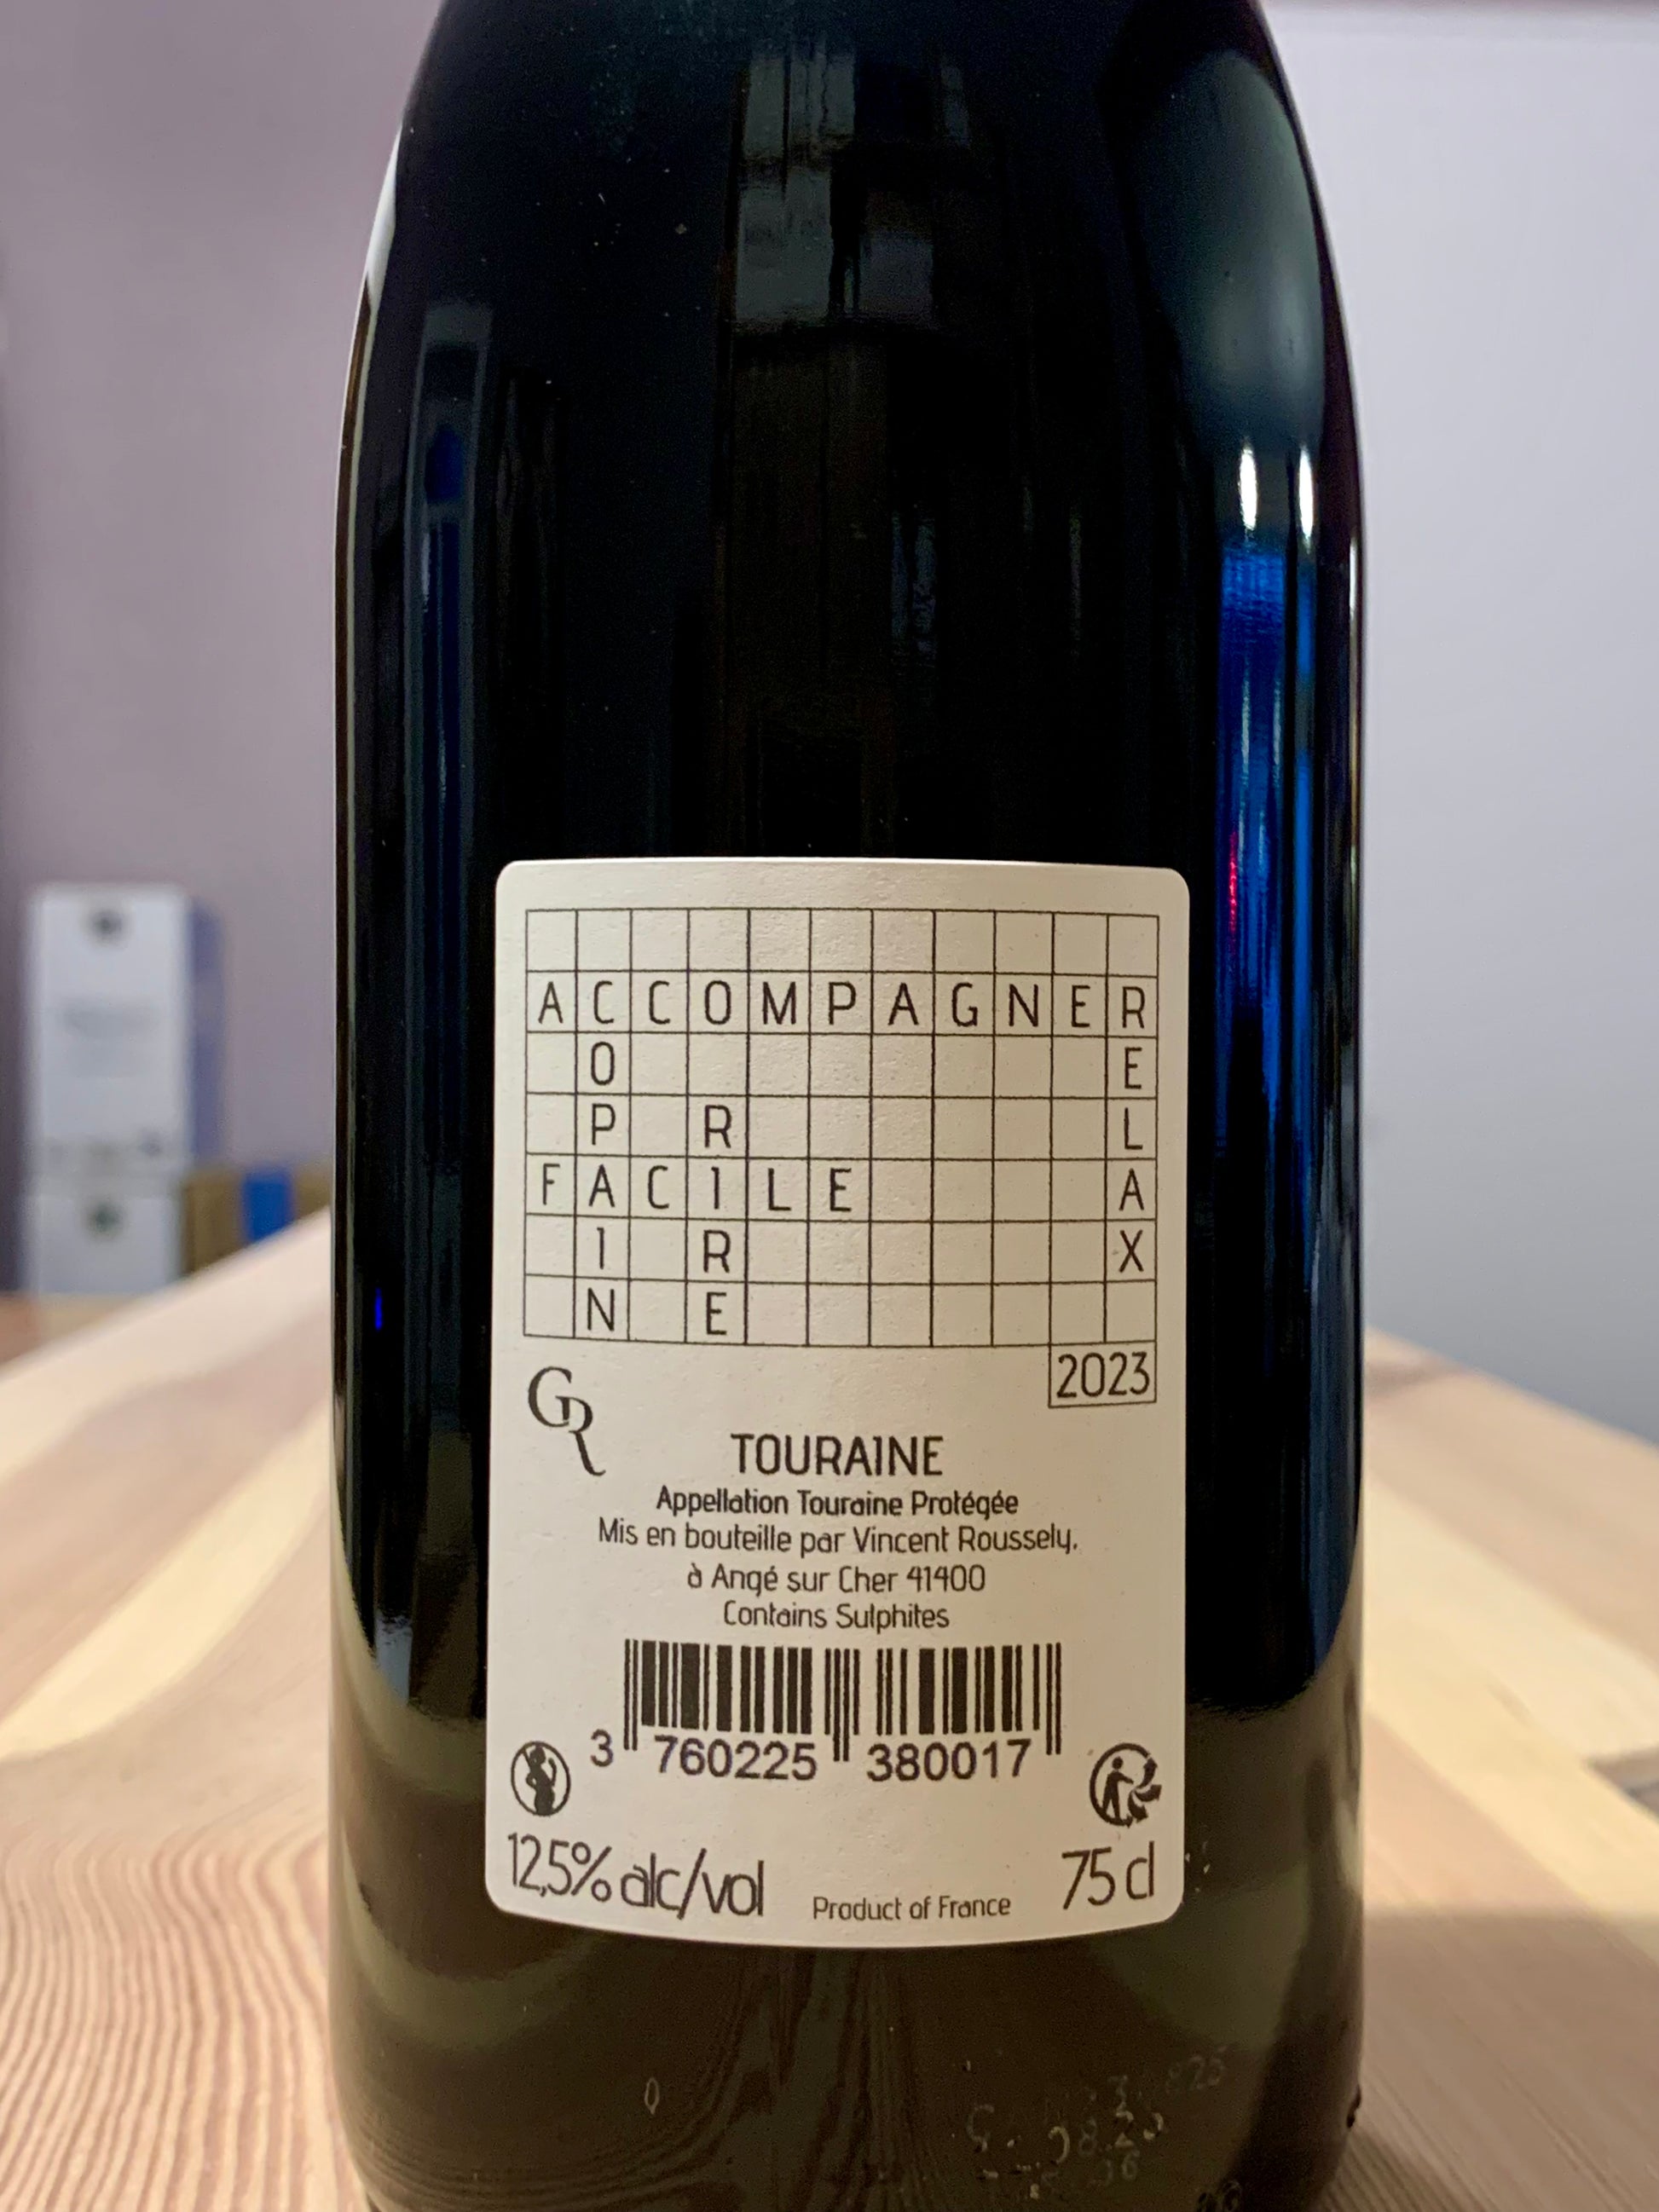 ACCOMPAGNER
O E
P R L
FACILE A
I R X
N E
2023
GR
TOURAINE
Appellation Touraine Protégée
Mis en bouteille par Vincent Roussely,
à Angé sur Cher 41400
Contains Sulphites
3 760225 380017
12,5% alc/vol
Product of France
75 cl